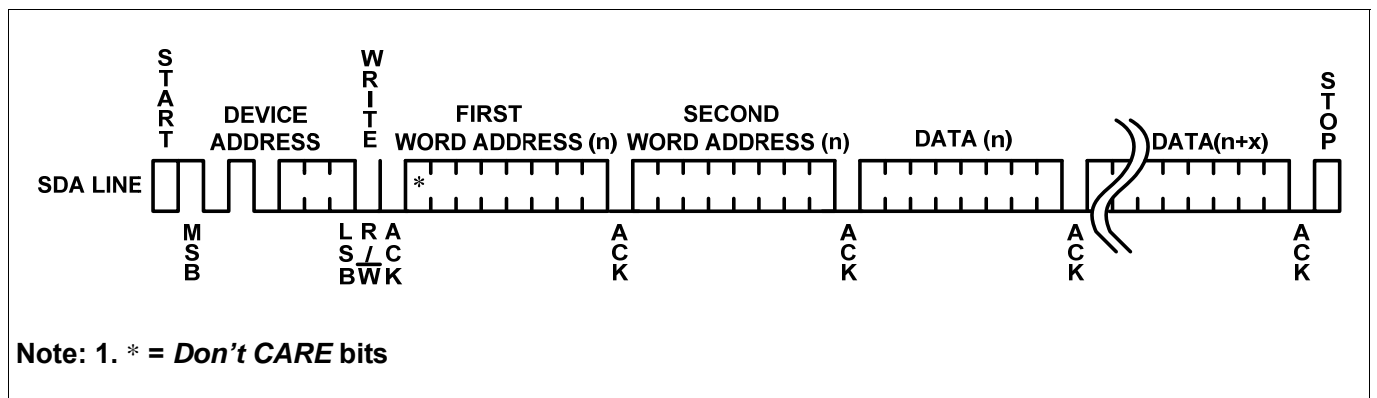 START
WRITE
STOP
DEVICE
ADDRESS
FIRST
WORD ADDRESS (n)
SECOND
WORD ADDRESS (n)
DATA (n)
DATA(n+x)
SDA LINE
*
MSB
LSB
R/W
ACK
ACK
ACK
ACK
ACK
Note: 1. * = Don't CARE bits